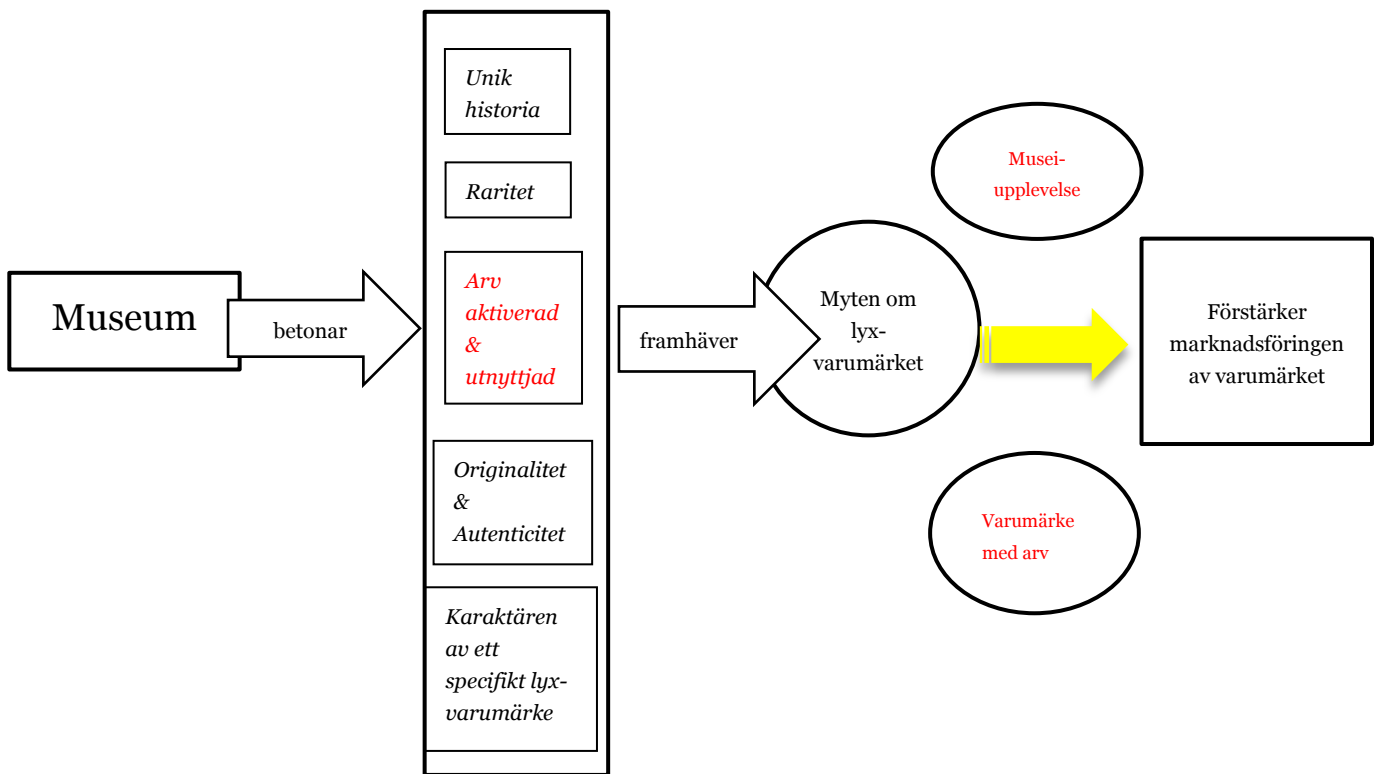 Museum
betonar
Unik
historia
Raritet
Arv
aktiverad
&
utnyttjad
Originalitet
&
Autenticitet
Karaktären
av ett
specifikt lyx-
varumärke
framhäver
Myten om
lyx-
varumärket
Musei-
upplevelse
Varumärke
med arv
Förstärker
marknadsföringen
av varumärket